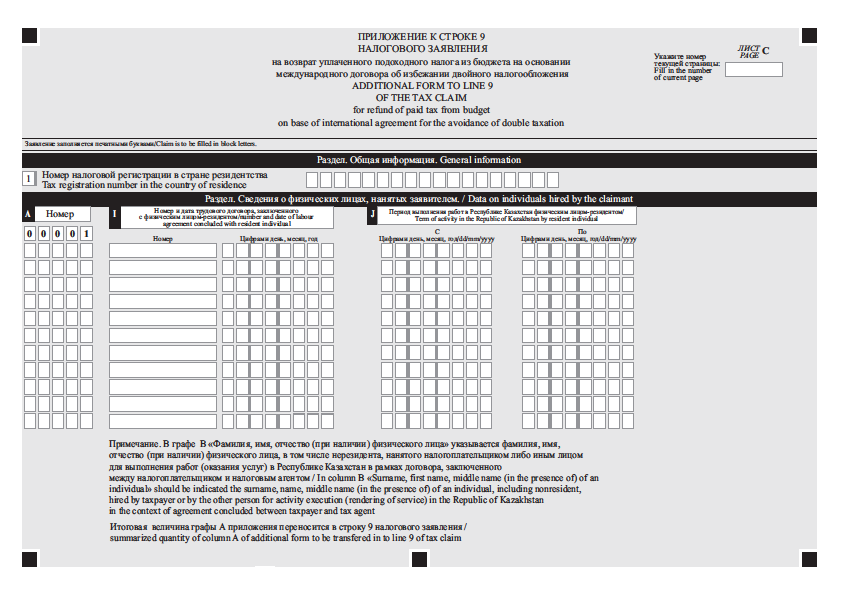 ПРИЛОЖЕНИЕ К СТРОКЕ 9
НАЛОГОВОГО ЗАЯВЛЕНИЯ
на возврат уплаченного подоходного налога из бюджета на основании
международного договора об избежании двойного налогообложения
ADDITIONAL FORM TO LINE 9
OF THE TAX CLAIM
for refund of paid tax from budget
on base of international agreement for the avoidance of double taxation
Укажите номер
текущей страницы:
Fill in the number
of current page
ЛИСТ
PAGE C
Заявление заполняется печатными буквами/Claim is to be filled in block letters.
Раздел. Общая информация. General information
1 Номер налоговой регистрации в стране резидентства
Tax registration number in the country of residence
Раздел. Сведения о физических лицах, нанятых заявителем. / Data on individuals hired by the claimant
A Номер
I Номер и дата трудового договора, заключенного
с физическим лицом-резидентом/number and date of labour
agreement concluded with resident individual
J Период выполнения работ в Республике Казахстан физическим лицом-резидентом/
Term of activity in the Republic of Kazakhstan by resident individual
0 0 0 0 1
Номер
Цифрами день, месяц, год
С
Цифрами день, месяц, год/dd/mm/yyyy
По
Цифрами день, месяц, год/dd/mm/yyyy
Примечание. В графе В «Фамилия, имя, отчество (при наличии) физического лица» указывается фамилия, имя,
отчество (при наличии) физического лица, в том числе нерезидента, нанятого налогоплательщиком либо иным лицом
для выполнения работ (оказания услуг) в Республике Казахстан в рамках договора, заключенного
между налогоплательщиком и налоговым агентом / In column B «Surname, first name, middle name (in the presence of) of an
individual» should be indicated the surname, name, middle name (in the presence of) of an individual, including nonresident,
hired by taxpayer or by the other person for activity execution (rendering of service) in the Republic of Kazakhstan
in the context of agreement concluded between taxpayer and tax agent
Итоговая величина графы А приложения переносится в строку 9 налогового заявления /
summarized quantity of column A of additional form to be transfered in to line 9 of tax claim